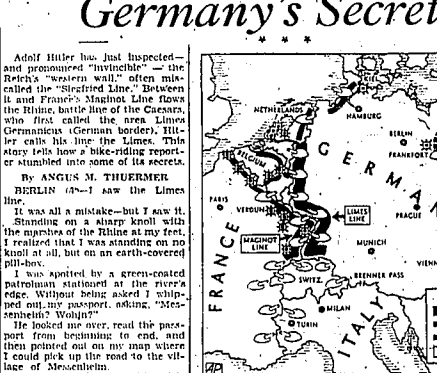 Germany's Secret
★ ★ ★
Adolf Hitler has just inspected—
and pronounced "invincible" — the
Reich's "western wall," often mis-
called the "Siegfried Line." Between
it and France's Maginot Line flows
the Rhine, battle line of the Caesars,
who first called the area Limes
Germanicus (German border). Hit-
ler calls his line the Limes. This
story tells how a bike-riding report-
er stumbled into some of its secrets.
By ANGUS M. THUERMER
BERLIN (AP)—I saw the Limes
line.
It was all a mistake—but I saw it.
Standing on a sharp knoll with
the marshes of the Rhine at my feet,
I realized that I was standing on no
knoll at all, but on an earth-covered
pill-box.
I was spotted by a green-coated
patrolman stationed at the river's
edge. Without being asked I whip-
ped out my passport, asking, "Mes-
senheim? Wohin?"
He looked me over, read the pass-
port from beginning to end, and
then pointed out on my map where
I could pick up the road to the vil-
lage of Messenheim.
NETHERLANDS
KIEL
HAMBURG
BERLIN
FRANKFORT
BELGIUM
GERMAN
PARIS
VERDUN
LIMES
LINE
PRAGUE
MAGINOT
LINE
MUNICH
VIENN
FRANCE
SWITZ.
BRENNER PASS
MILAN
TURIN
ITALY
AP